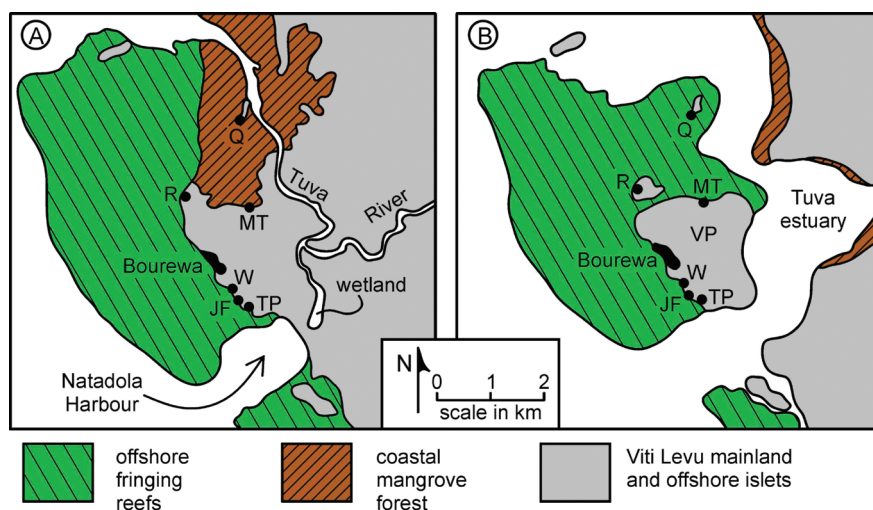 A
Q
Tuva
River
R
MT
Bourewa
W
JF
TP
wetland
Natadola
Harbour
B
Q
R
MT
VP
Tuva
estuary
Bourewa
W
JF
TP
N
0 1 2
scale in km
offshore
fringing
reefs
coastal
mangrove
forest
Viti Levu mainland
and offshore islets